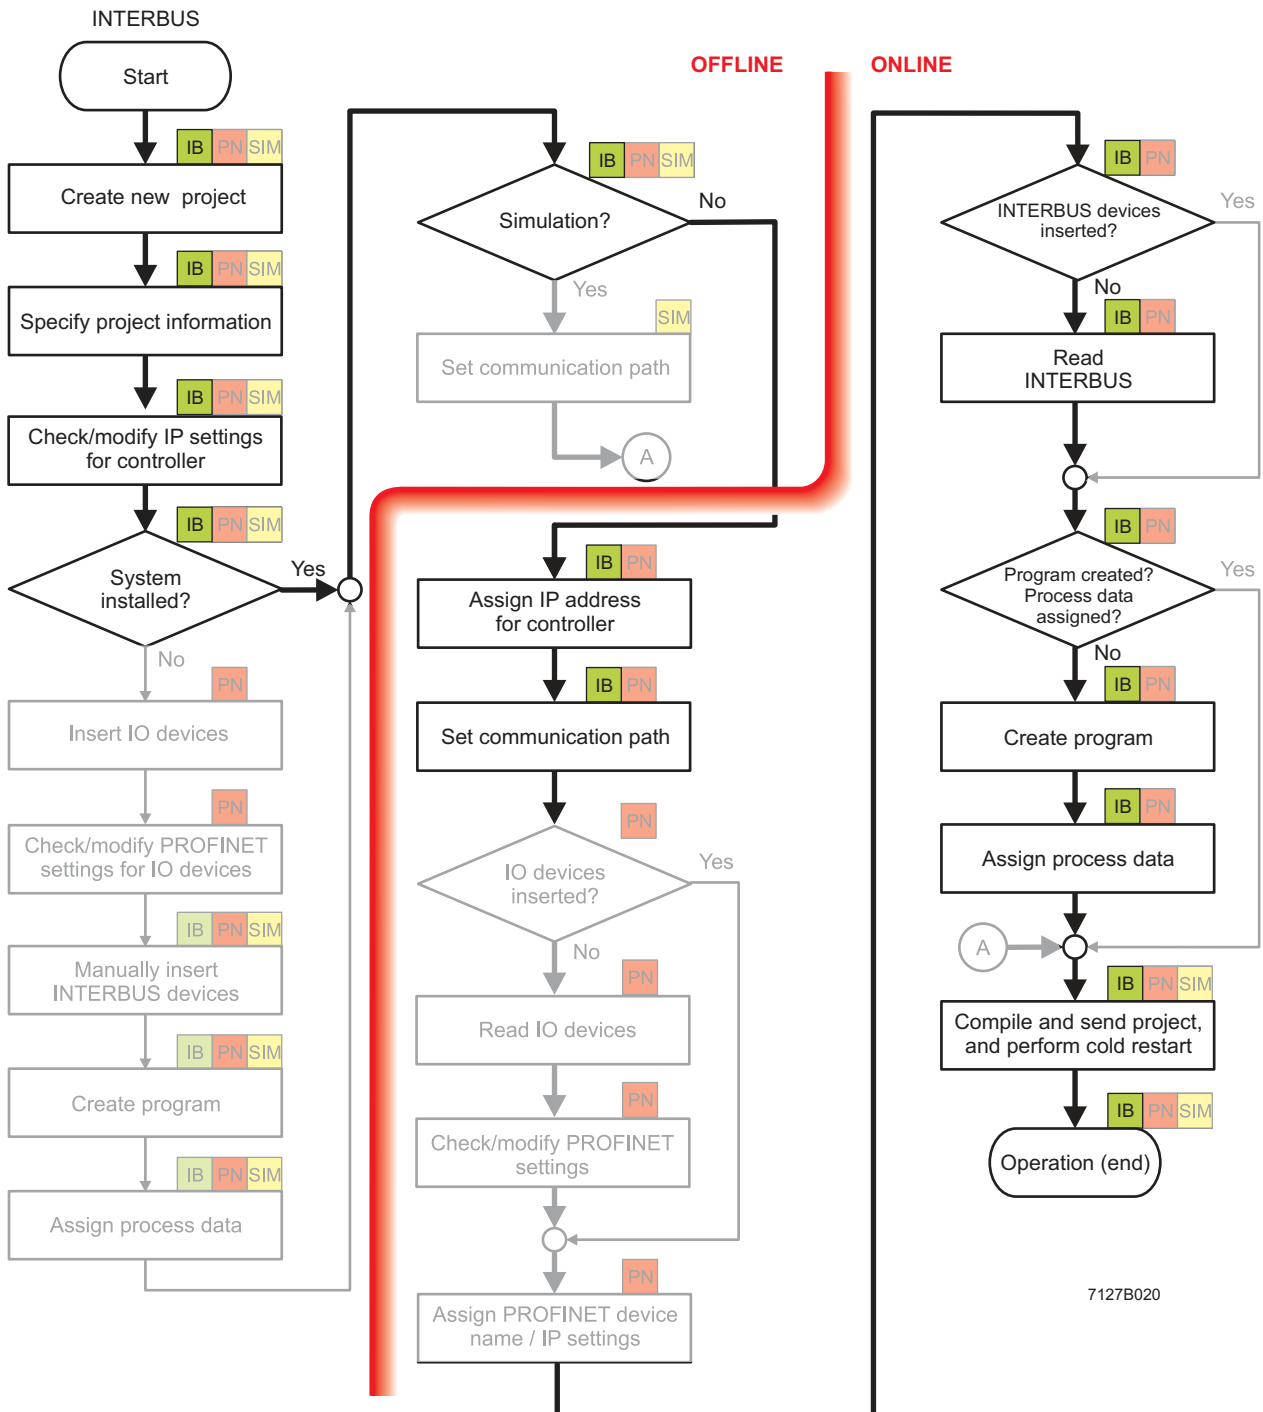 INTERBUS
Start
IB PN SIM
Create new project
IB PN SIM
Specify project information
IB PN SIM
Check/modify IP settings
for controller
IB PN SIM
System
installed?
Yes
No
PN
Insert IO devices
PN
Check/modify PROFINET
settings for IO devices
IB PN SIM
Manually insert
INTERBUS devices
IB PN SIM
Create program
IB PN SIM
Assign process data
OFFLINE
IB PN SIM
Simulation?
No
Yes
SIM
Set communication path
A
IB PN
Assign IP address
for controller
IB PN
Set communication path
PN
IO devices
inserted?
Yes
No
PN
Read IO devices
PN
Check/modify PROFINET
settings
PN
Assign PROFINET device
name / IP settings
ONLINE
IB PN
INTERBUS devices
inserted?
Yes
No
IB PN
Read
INTERBUS
IB PN
Program created?
Process data
assigned?
Yes
No
IB PN
Create program
IB PN
Assign process data
A
IB PN SIM
Compile and send project,
and perform cold restart
IB PN SIM
Operation (end)
7127B020